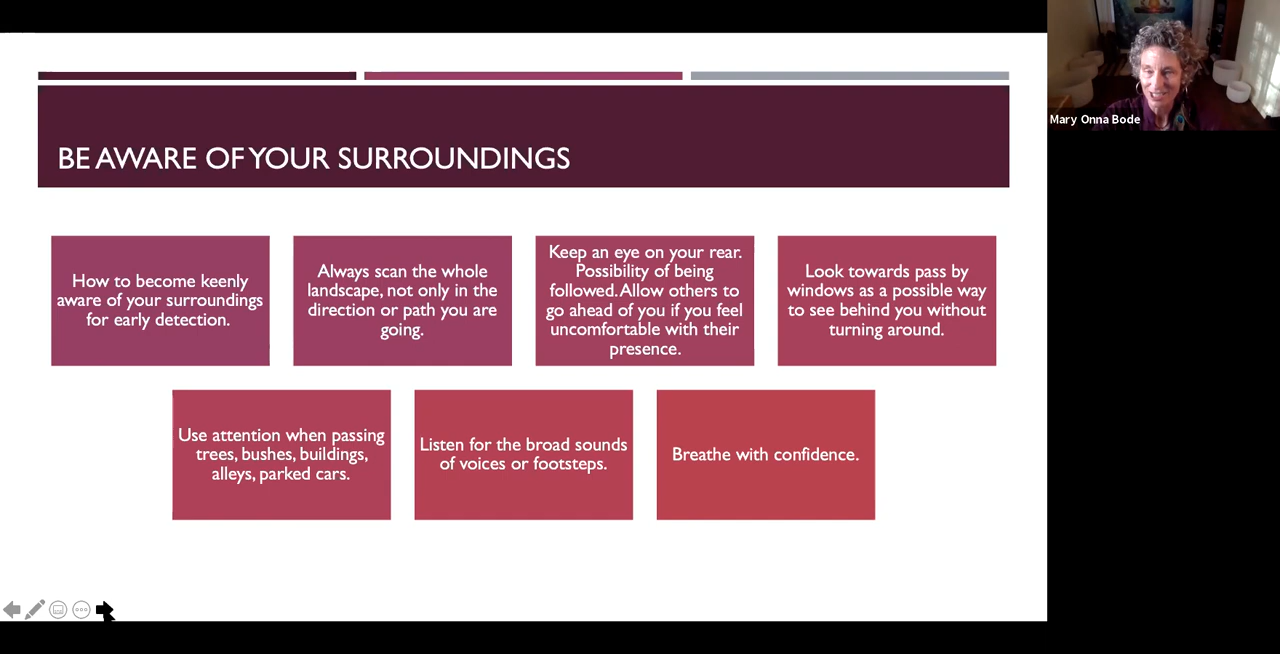 BE AWARE OF YOUR SURROUNDINGS
How to become keenly
aware of your surroundings
for early detection.
Always scan the whole
landscape, not only in the
direction or path you are
going.
Keep an eye on your rear.
Possibility of being
followed. Allow others to
go ahead of you if you feel
uncomfortable with their
presence.
Look towards pass by
windows as a possible way
to see behind you without
turning around.
Use attention when passing
trees, bushes, buildings,
alleys, parked cars.
Listen for the broad sounds
of voices or footsteps.
Breathe with confidence.
Mary Onna Bode